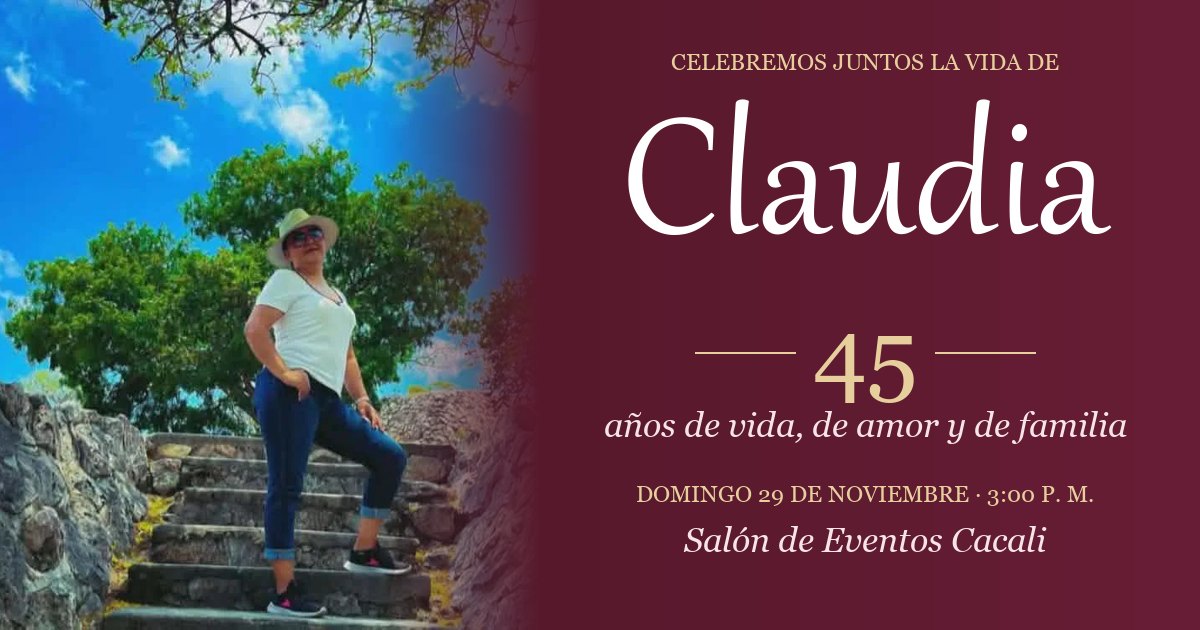 CELEBREMOS JUNTOS LA VIDA DE
Claudia
45
años de vida, de amor y de familia
DOMINGO 29 DE NOVIEMBRE · 3:00 P. M.
Salón de Eventos Cacali